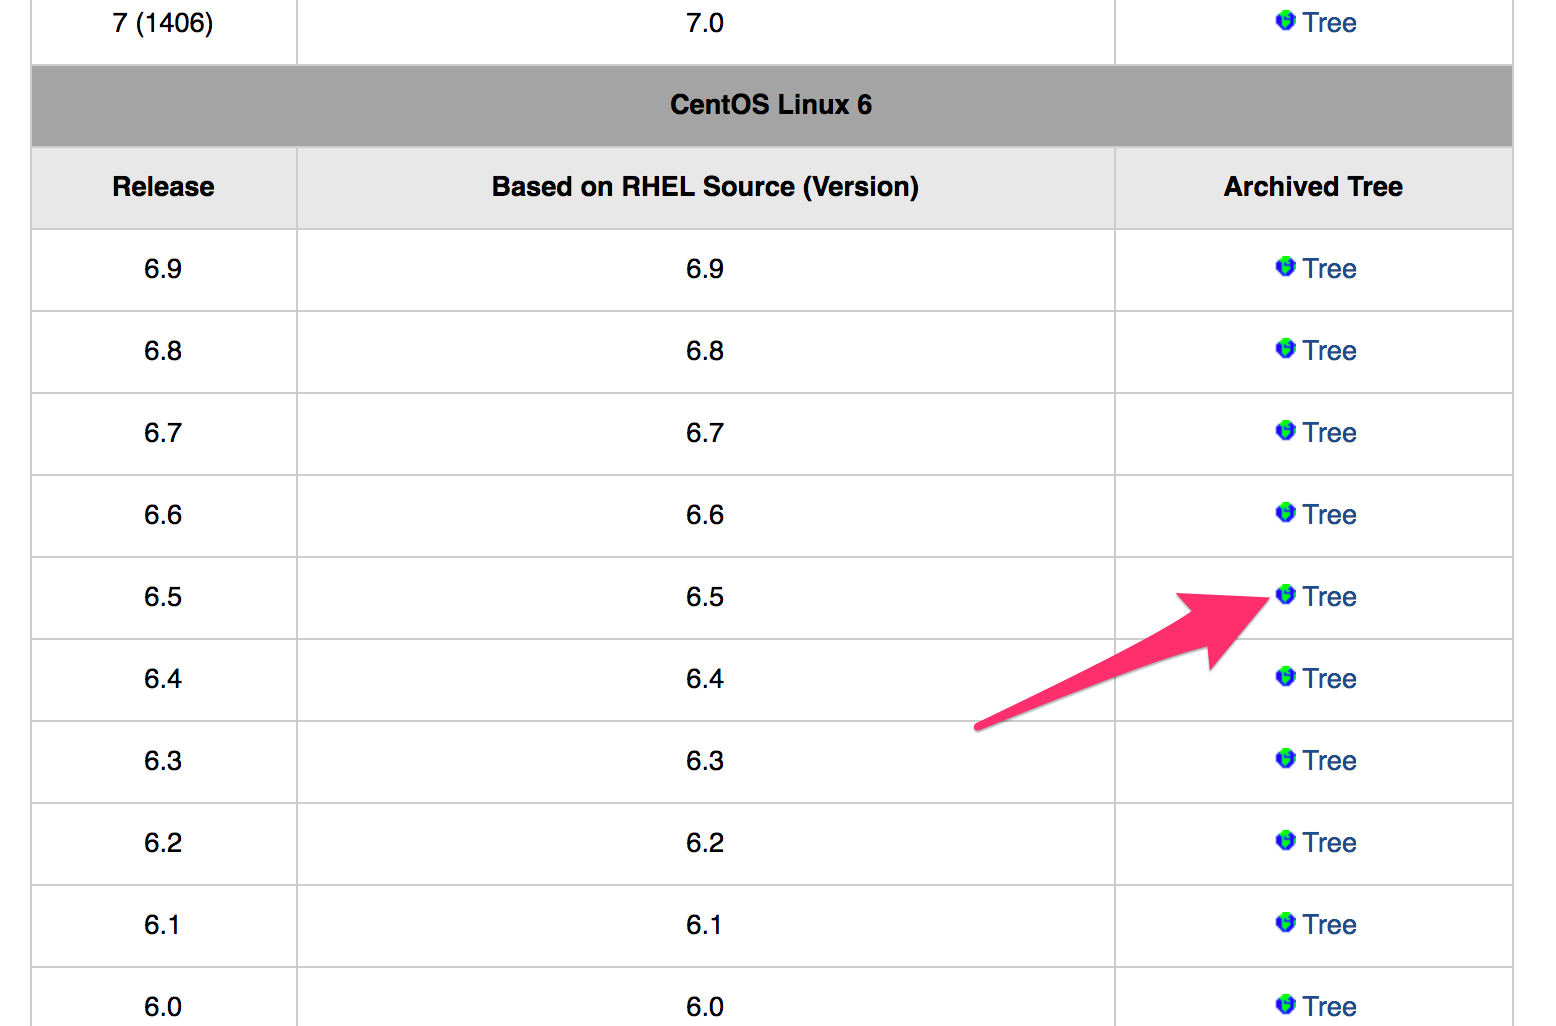 7 (1406) 7.0 Tree
CentOS Linux 6
Release Based on RHEL Source (Version) Archived Tree
6.9 6.9 Tree
6.8 6.8 Tree
6.7 6.7 Tree
6.6 6.6 Tree
6.5 6.5 Tree
6.4 6.4 Tree
6.3 6.3 Tree
6.2 6.2 Tree
6.1 6.1 Tree
6.0 6.0 Tree